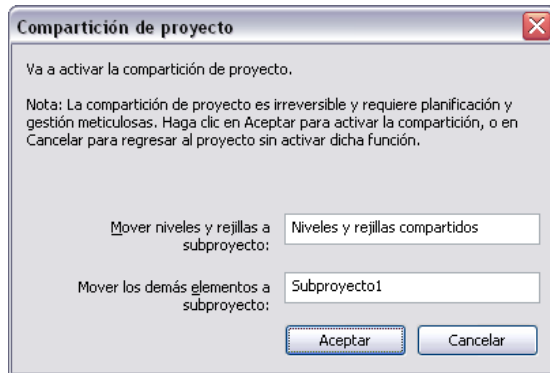 Compartición de proyecto
Va a activar la compartición de proyecto.
Nota: La compartición de proyecto es irreversible y requiere planificación y
gestión meticulosas. Haga clic en Aceptar para activar la compartición, o en
Cancelar para regresar al proyecto sin activar dicha función.
Mover niveles y rejillas a
subproyecto:
Niveles y rejillas compartidos
Mover los demás elementos a
subproyecto:
Subproyecto1
Aceptar
Cancelar